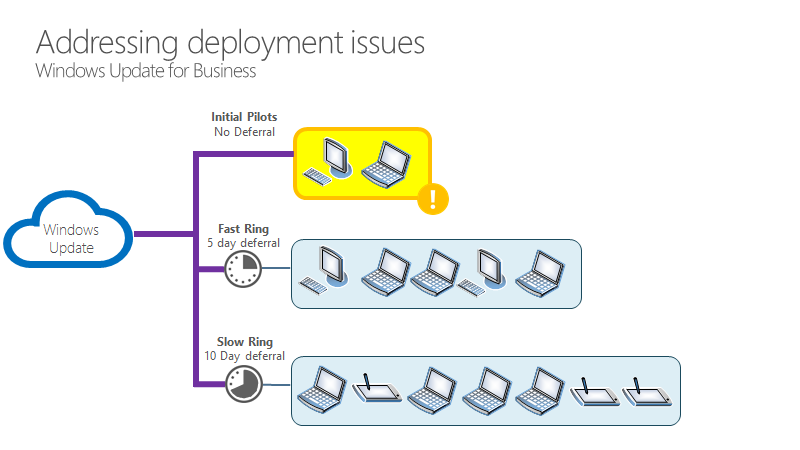 Addressing deployment issues
Windows Update for Business
Initial Pilots
No Deferral
!
Windows
Update
Fast Ring
5 day deferral
Slow Ring
10 Day deferral